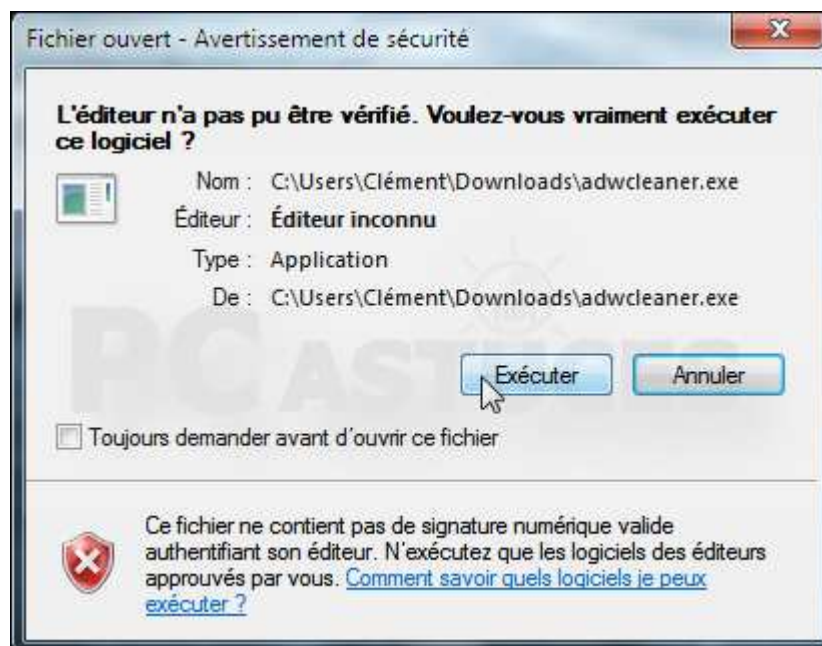 Fichier ouvert - Avertissement de sécurité
L'éditeur n'a pas pu être vérifié. Voulez-vous vraiment exécuter
ce logiciel ?
Nom : C:\Users\Clément\Downloads\adwcleaner.exe
Éditeur : Éditeur inconnu
Type : Application
De : C:\Users\Clément\Downloads\adwcleaner.exe
PC ASTUCES
Exécuter Annuler
Toujours demander avant d'ouvrir ce fichier
Ce fichier ne contient pas de signature numérique valide
authentifiant son éditeur. N'exécutez que les logiciels des éditeurs
approuvés par vous. Comment savoir quels logiciels je peux
exécuter ?